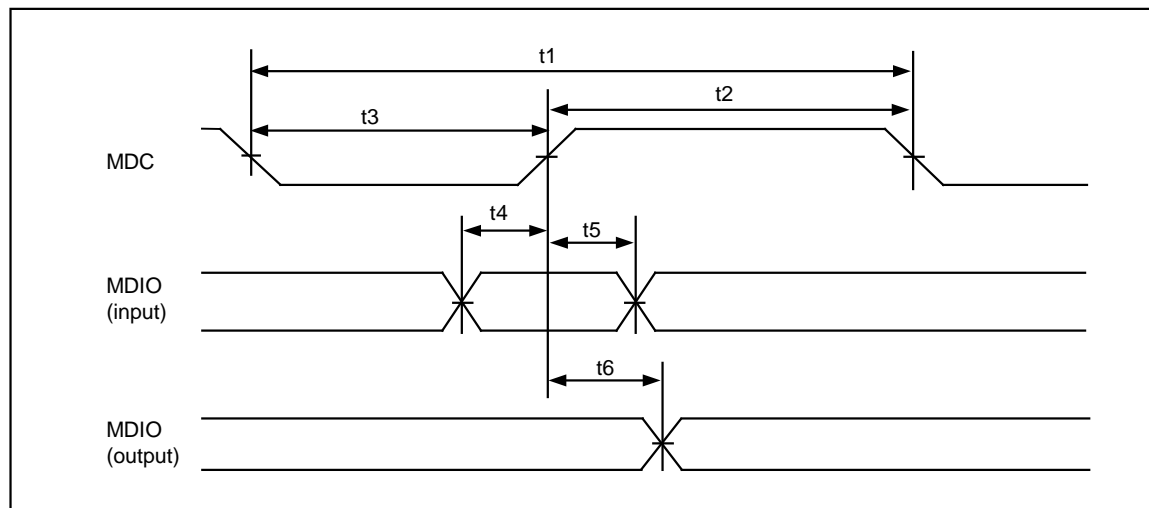 t1
t2
t3
MDC
t4
t5
MDIO
(input)
t6
MDIO
(output)